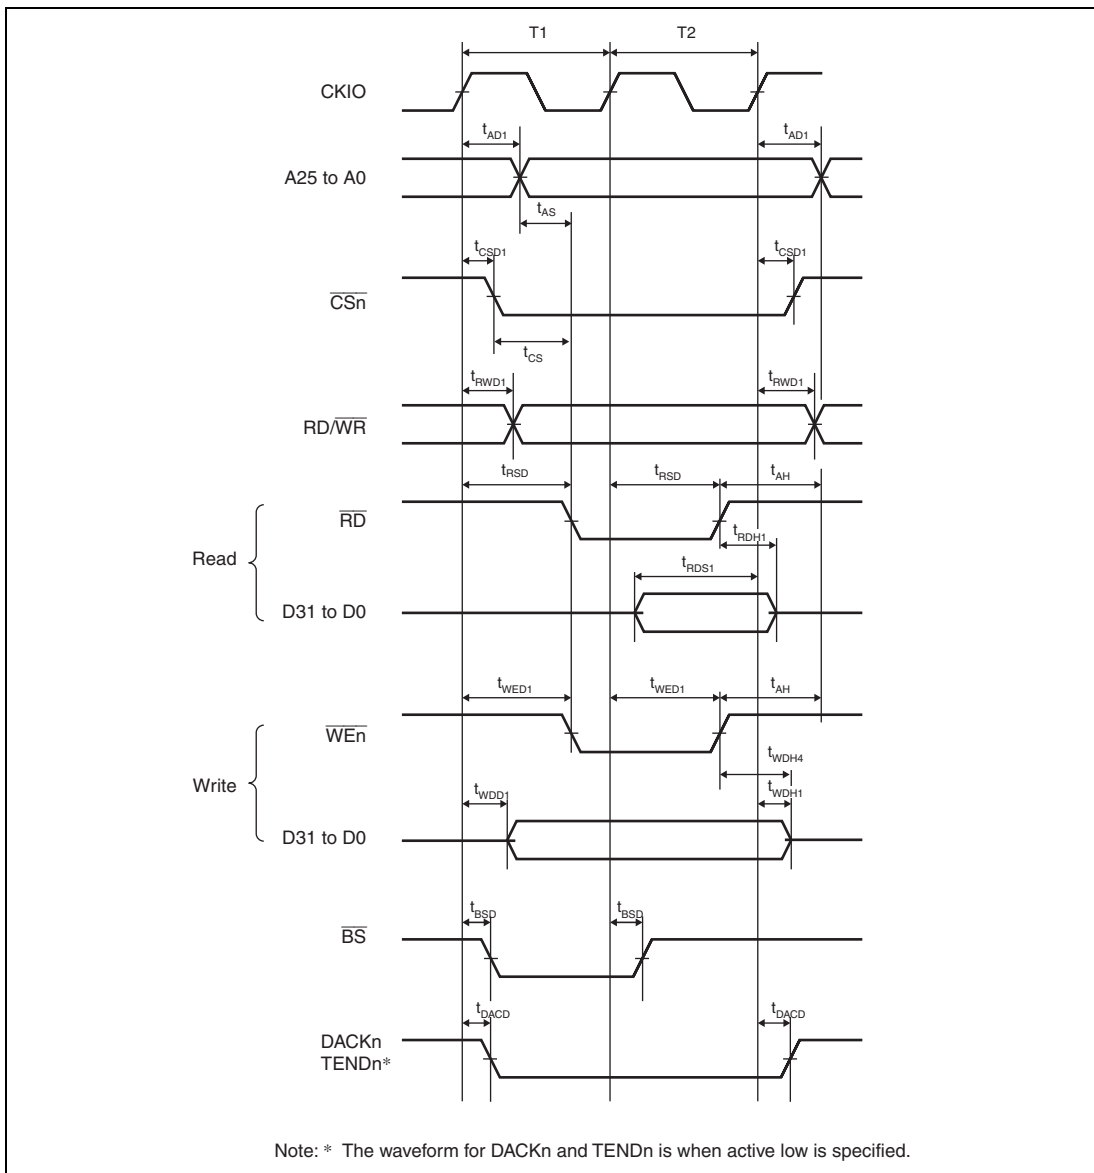 T1 T2
CKIO
tAD1 tAD1
A25 to A0
tAS
tCSD1 tCSD1
CSn
tCS
tRWD1 tRWD1
RD/WR
tRSD tRSD tAH
RD
tRDH1
Read
tRDS1
D31 to D0
tWED1 tWED1 tAH
WEn
tWDH4
Write
tWDD1 tWDH1
D31 to D0
tBSD tBSD
BS
tDACD tDACD
DACKn
TENDn*
Note: * The waveform for DACKn and TENDn is when active low is specified.